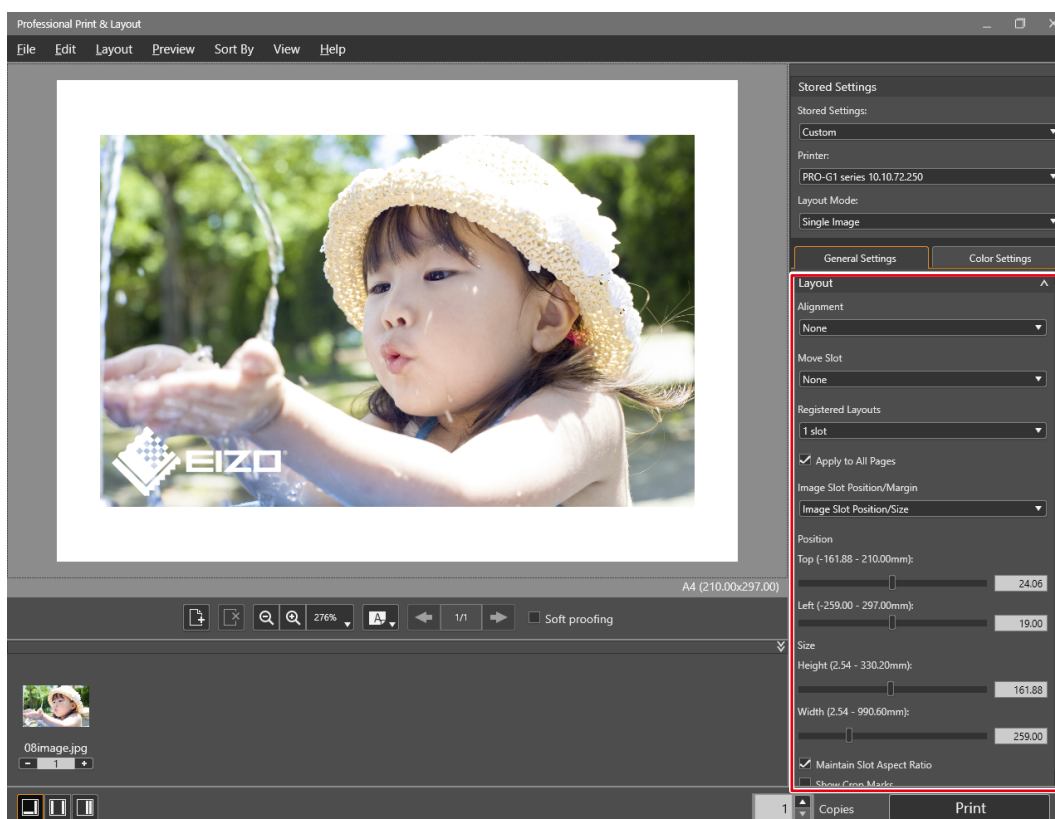 Professional Print & Layout
File Edit Layout Preview Sort By View Help
EIZO
A4 (210.00x297.00)
276% A 1/1 Soft proofing
08image.jpg
- 1 +
Stored Settings
Stored Settings:
Custom
Printer:
PRO-G1 series 10.10.72.250
Layout Mode:
Single Image
General Settings Color Settings
Layout
Alignment
None
Move Slot
None
Registered Layouts
1 slot
Apply to All Pages
Image Slot Position/Margin
Image Slot Position/Size
Position
Top (-161.88 - 210.00mm):
24.06
Left (-259.00 - 297.00mm):
19.00
Size
Height (2.54 - 330.20mm):
161.88
Width (2.54 - 990.60mm):
259.00
Maintain Slot Aspect Ratio
Show Crop Marks
1 Copies Print